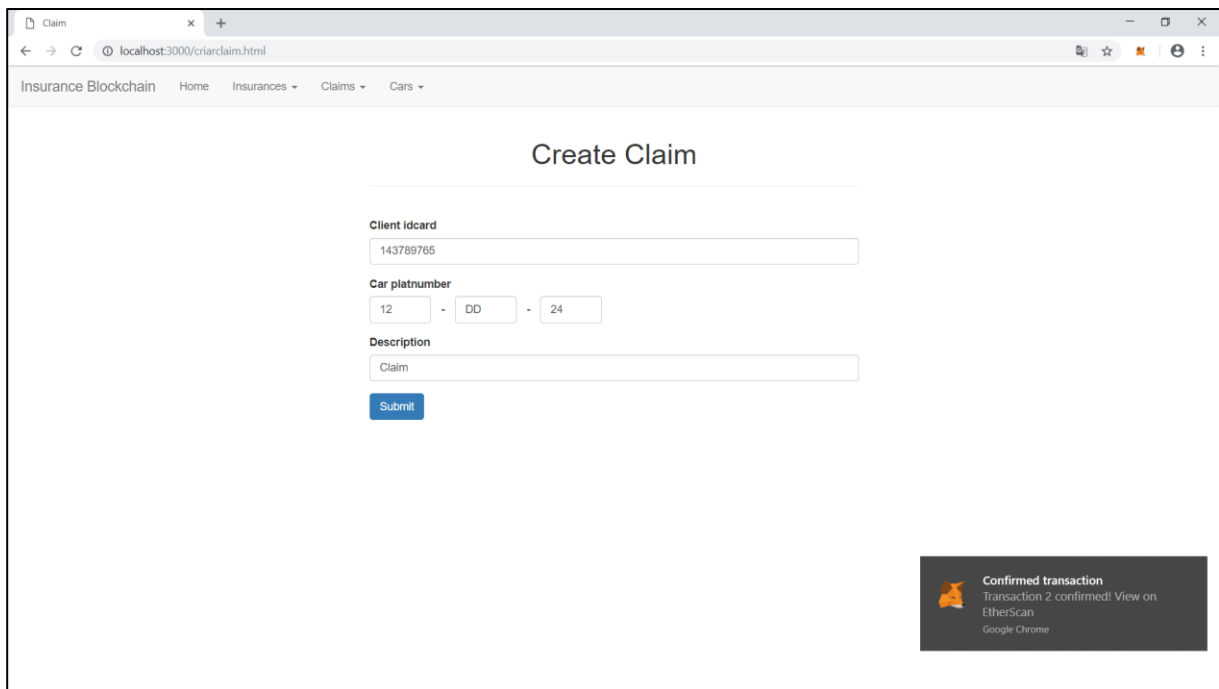 Claim
localhost:3000/criarclaim.html
Insurance Blockchain Home Insurances Claims Cars
Create Claim
Client idcard
143789765
Car platnumber
12 - DD - 24
Description
Claim
Submit
Confirmed transaction
Transaction 2 confirmed! View on
EtherScan
Google Chrome